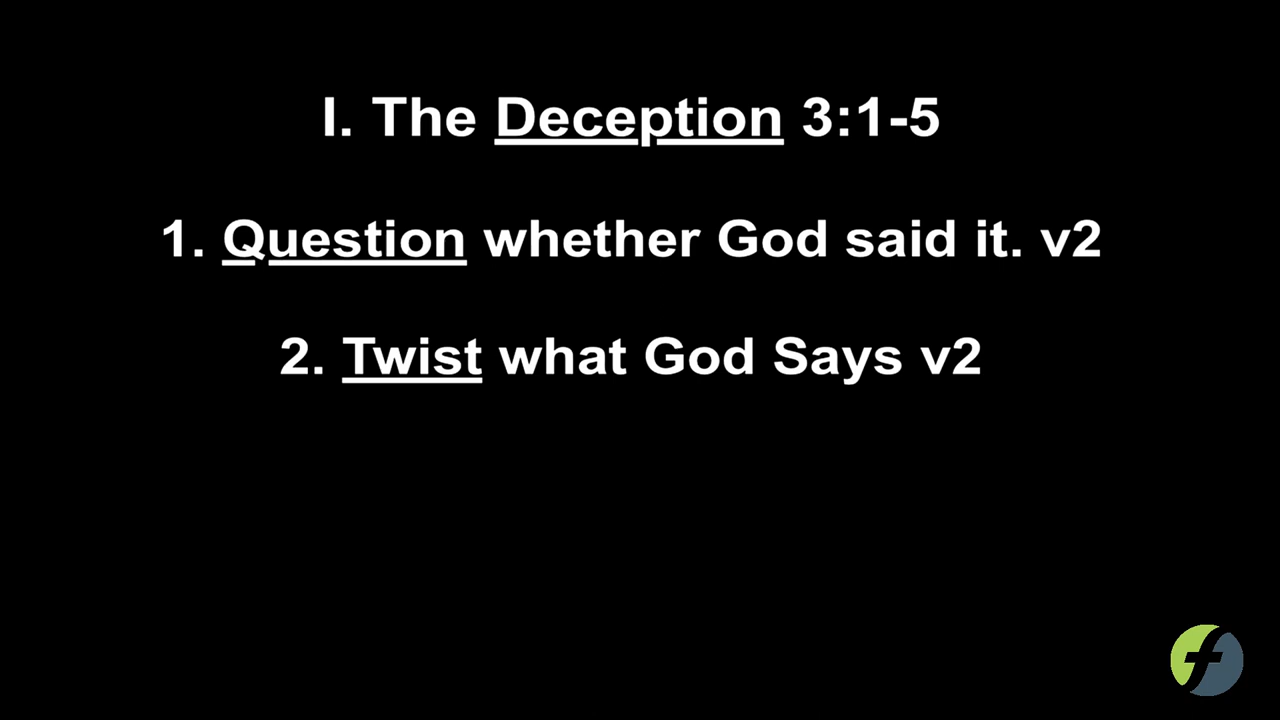 I. The Deception 3:1-5
1. Question whether God said it. v2
2. Twist what God Says v2